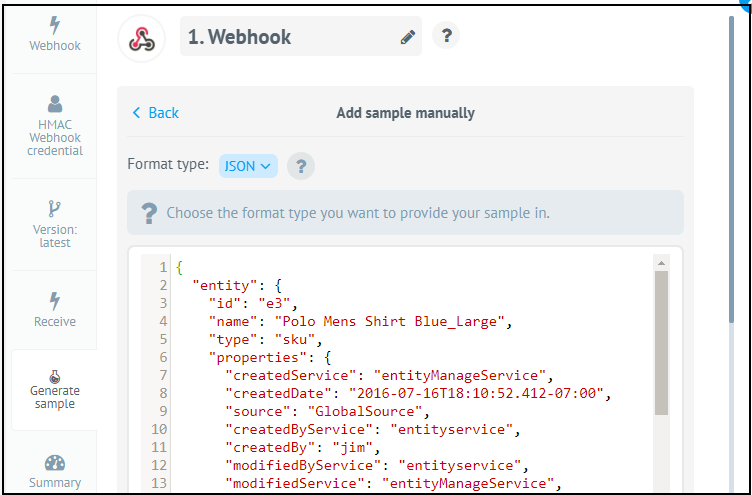 Webhook
HMAC
Webhook
credential
Version:
latest
Receive
Generate
sample
Summary
1. Webhook
?
Back
Add sample manually
Format type:
JSON
?
? Choose the format type you want to provide your sample in.
1 {
2 "entity": {
3 "id": "e3",
4 "name": "Polo Mens Shirt Blue_Large",
5 "type": "sku",
6 "properties": {
7 "createdService": "entityManageService",
8 "createdDate": "2016-07-16T18:10:52.412-07:00",
9 "source": "GlobalSource",
10 "createdByService": "entityservice",
11 "createdBy": "jim",
12 "modifiedByService": "entityservice",
13 "modifiedService": "entityManageService",